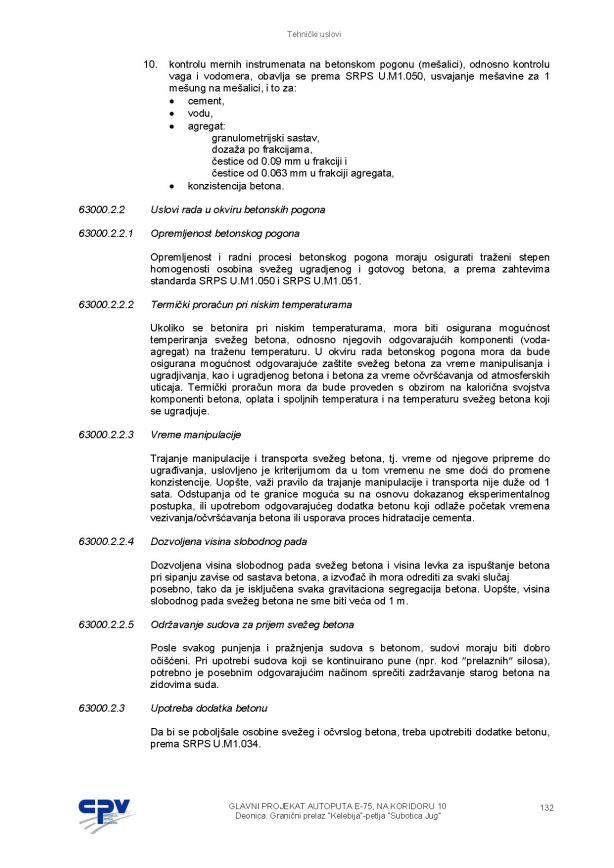 Tehnički uslovi
10. kontrolu mernih instrumenata na betonskom pogonu (mešalici), odnosno kontrolu
vaga i vodomera, obavlja se prema SRPS U.M1.050, usvajanje mešavine za 1
mešung na mešalici, i to za:
• cement,
• vodu,
• agregat:
granulometrijski sastav,
dozaža po frakcijama,
čestice od 0.09 mm u frakciji i
čestice od 0.063 mm u frakciji agregata,
• konzistencija betona.
63000.2.2 Uslovi rada u okviru betonskih pogona
63000.2.2.1 Opremljenost betonskog pogona
Opremljenost i radni procesi betonskog pogona moraju osigurati traženi stepen
homogenosti osobina svežeg ugradjenog i gotovog betona, a prema zahtevima
standarda SRPS U.M1.050 i SRPS U.M1.051.
63000.2.2.2 Termički proračun pri niskim temperaturama
Ukoliko se betonira pri niskim temperaturama, mora biti osigurana mogućnost
temperiranja svežeg betona, odnosno njegovih odgovarajućih komponenti (voda-
agregat) na traženu temperaturu. U okviru rada betonskog pogona mora da bude
osigurana mogućnost odgovarajuće zaštite svežeg betona za vreme manipulisanja i
ugradjivanja, kao i ugradjenog betona i betona za vreme očvršćavanja od atmosferskih
uticaja. Termički proračun mora da bude proveden s obzirom na kalorična svojstva
komponenti betona, oplata i spoljnih temperatura i na temperaturu svežeg betona koji
se ugradjuje.
63000.2.2.3 Vreme manipulacije
Trajanje manipulacije i transporta svežeg betona, tj. vreme od njegove pripreme do
ugrađivanja, uslovljeno je kriterijumom da u tom vremenu ne sme doći do promene
konzistencije. Uopšte, važi pravilo da trajanje manipulacije i transporta nije duže od 1
sata. Odstupanja od te granice moguća su na osnovu dokazanog eksperimentalnog
postupka, ili upotrebom odgovarajućeg dodatka betonu koji odlaže početak vremena
vezivanja/očvršćavanja betona ili usporava proces hidratacije cementa.
63000.2.2.4 Dozvoljena visina slobodnog pada
Dozvoljena visina slobodnog pada svežeg betona i visina levka za ispuštanje betona
pri sipanju zavise od sastava betona, a izvođač ih mora odrediti za svaki slučaj
posebno, tako da je isključena svaka gravitaciona segregacija betona. Uopšte, visina
slobodnog pada svežeg betona ne sme biti veća od 1 m.
63000.2.2.5 Održavanje sudova za prijem svežeg betona
Posle svakog punjenja i pražnjenja sudova s betonom, sudovi moraju biti dobro
očišćeni. Pri upotrebi sudova koji se kontinuirano pune (npr. kod “prelaznih“ silosa),
potrebno je posebnim odgovarajućim načinom sprečiti zadržavanje starog betona na
zidovima suda.
63000.2.3 Upotreba dodatka betonu
Da bi se poboljšale osobine svežeg i očvrslog betona, treba upotrebiti dodatke betonu,
prema SRPS U.M1.034.
CPV
GLAVNI PROJEKAT AUTOPUTA E-75, NA KORIDORU 10
Deonica: Granični prelaz "Kelebija"-petlja "Subotica Jug"
132